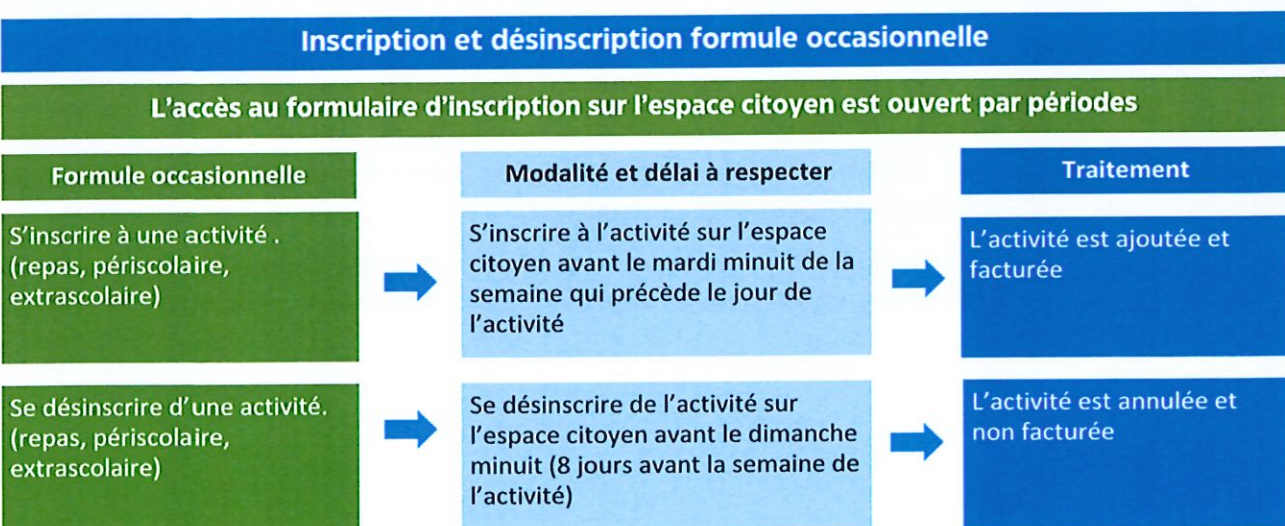 Inscription et désinscription formule occasionnelle
L'accès au formulaire d'inscription sur l'espace citoyen est ouvert par périodes
Formule occasionnelle
Modalité et délai à respecter
Traitement
S'inscrire à une activité .
(repas, périscolaire,
extrascolaire)
S'inscrire à l'activité sur l'espace
citoyen avant le mardi minuit de la
semaine qui précède le jour de
l'activité
L'activité est ajoutée et
facturée
Se désinscrire d'une activité.
(repas, périscolaire,
extrascolaire)
Se désinscrire de l'activité sur
l'espace citoyen avant le dimanche
minuit (8 jours avant la semaine de
l'activité)
L'activité est annulée et
non facturée